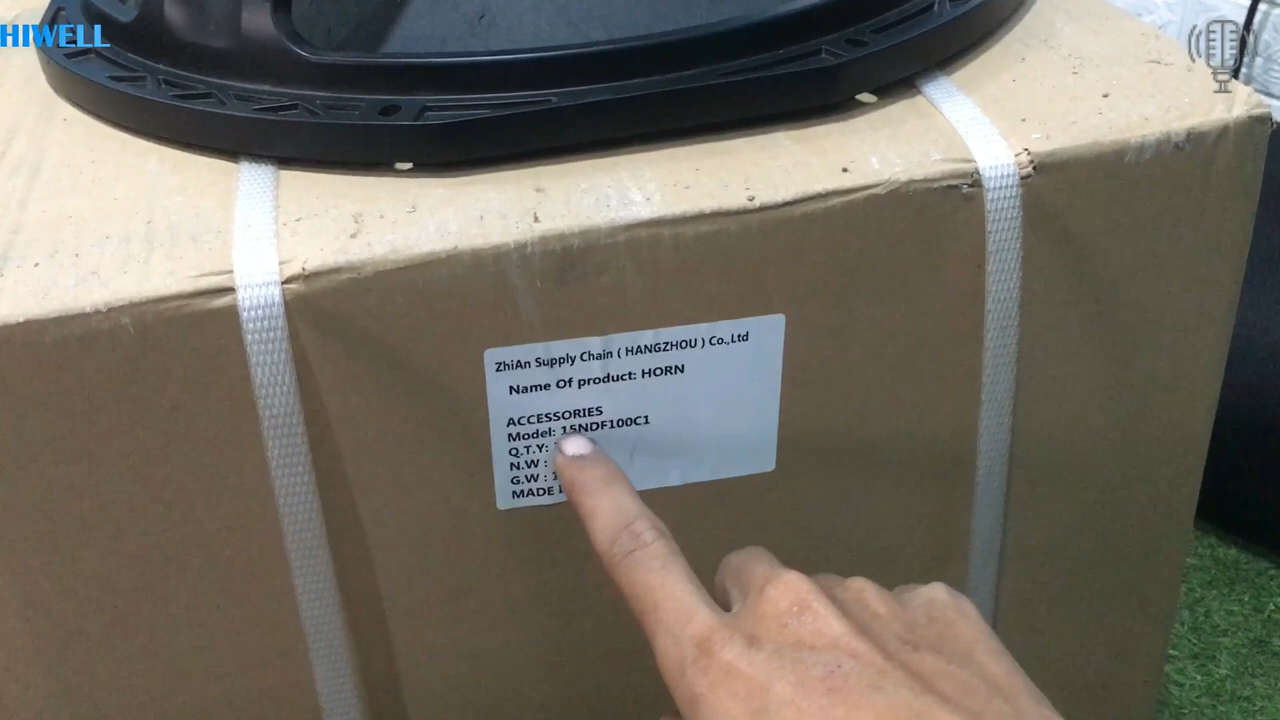 HIWELL
ZhiAn Supply Chain ( HANGZHOU ) Co.,Ltd
Name Of product: HORN
ACCESSORIES
Model: 15NDF100C1
Q.T.Y:
N.W :
G.W :
MADE